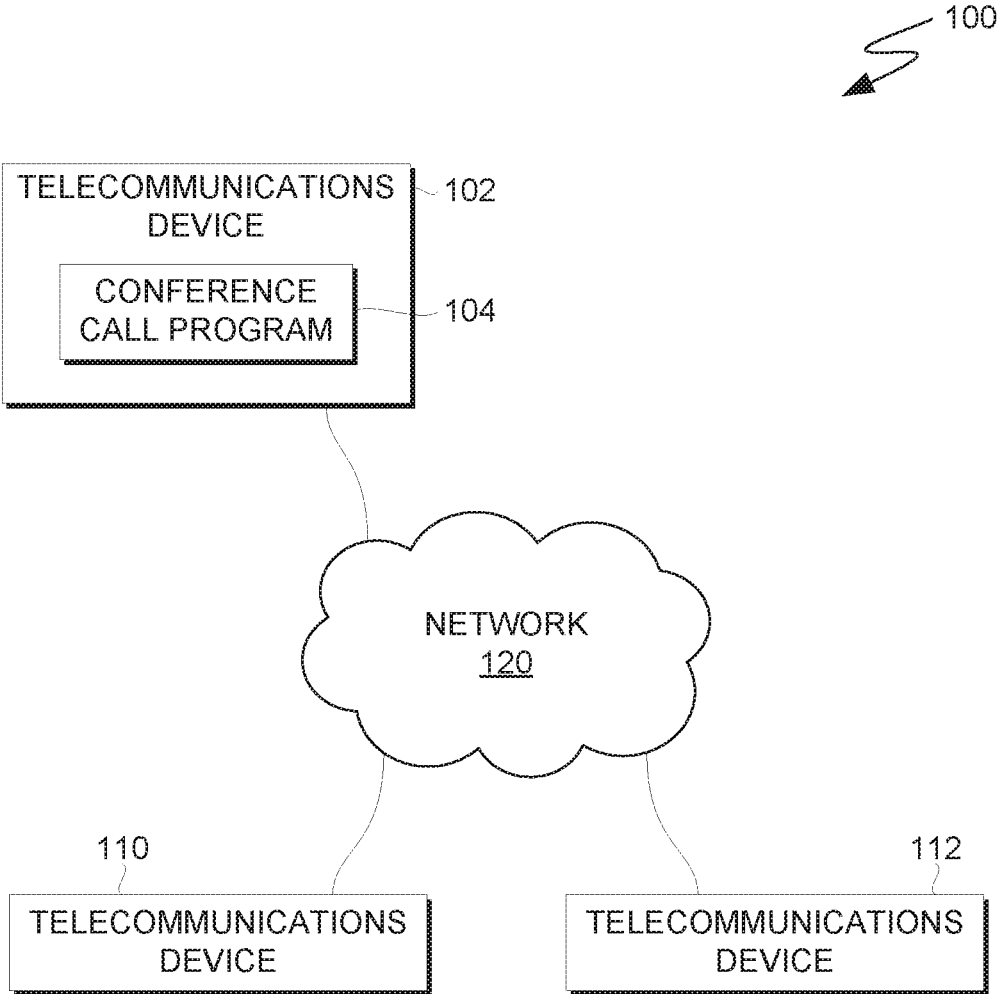 100
TELECOMMUNICATIONS
DEVICE
102
CONFERENCE
CALL PROGRAM
104
NETWORK
120
110
112
TELECOMMUNICATIONS
DEVICE
TELECOMMUNICATIONS
DEVICE